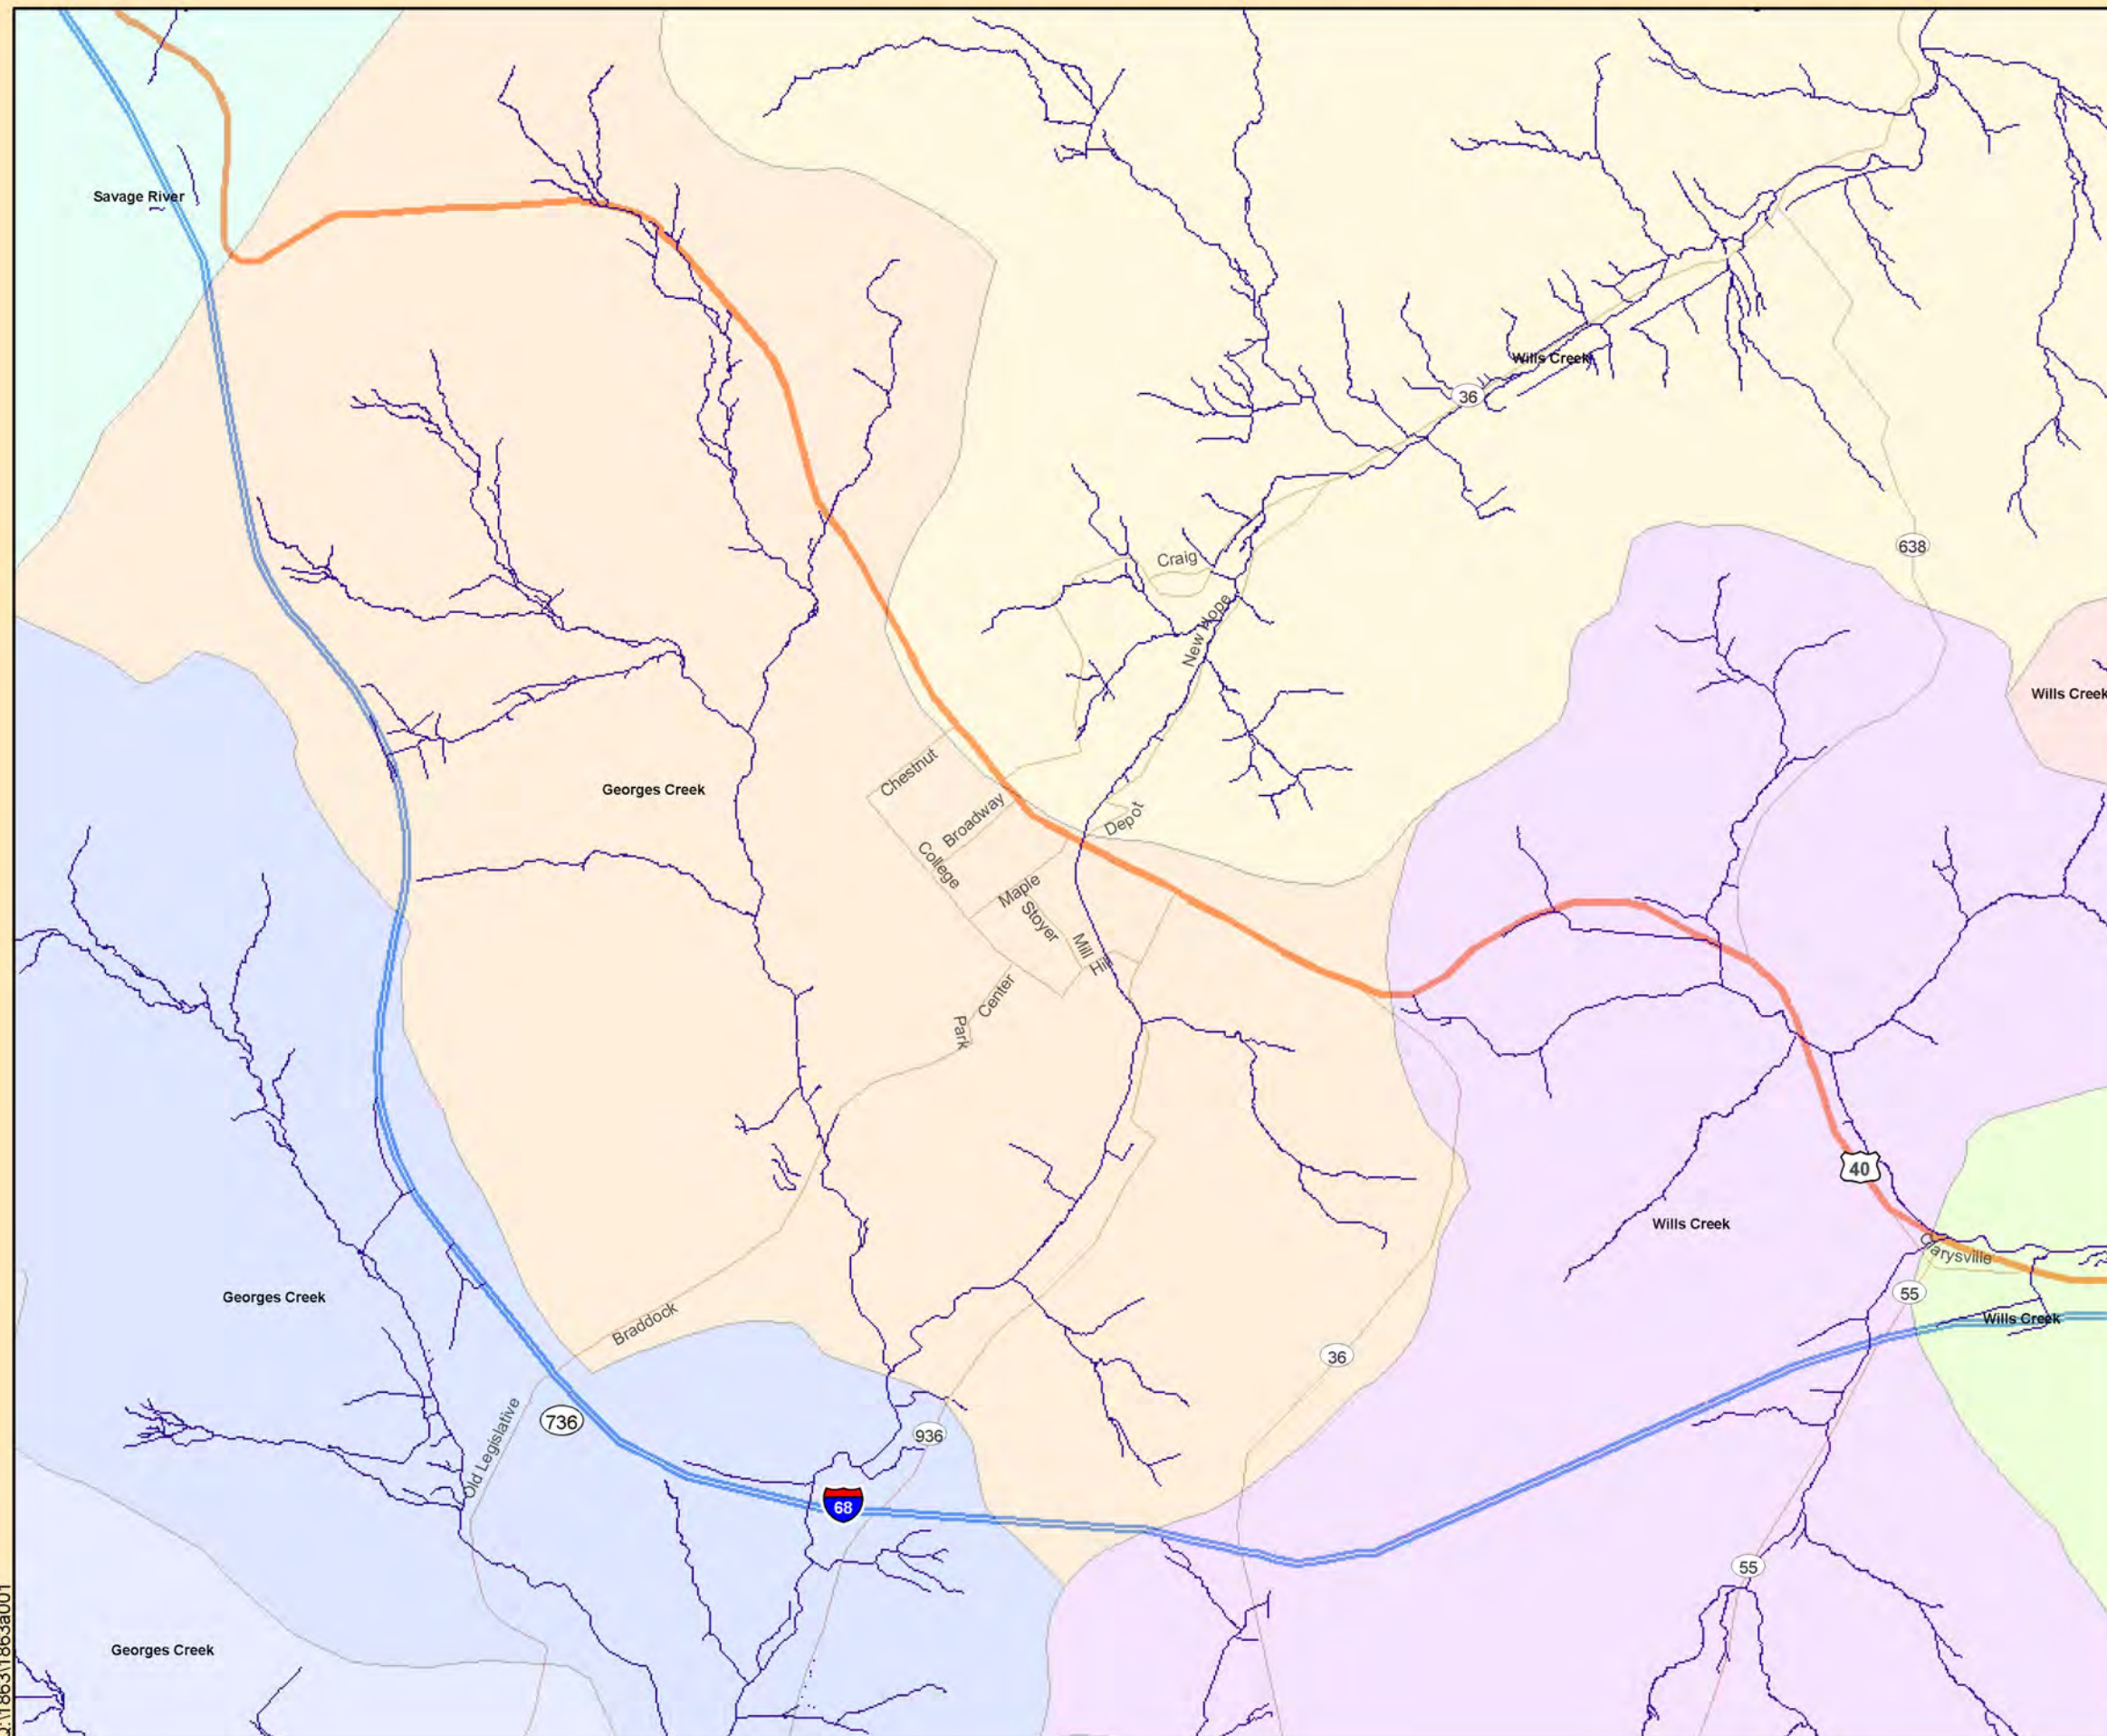 Savage River
Wills Creek
36
638
Craig
New Hope
Wills Creek
Georges Creek
Chestnut
Broadway
Depot
College
Maple
Stoyer
Mill
Hill
Center
Park
40
Wills Creek
Clarysville
Georges Creek
55
Wills Creek
Braddock
36
Old Legislative
736
936
68
55
Georges Creek
Q:\1863\1863a001